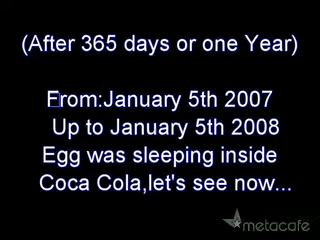 (After 365 days or one Year)
From:January 5th 2007
Up to January 5th 2008
Egg was sleeping inside
Coca Cola,let's see now...
metacafe